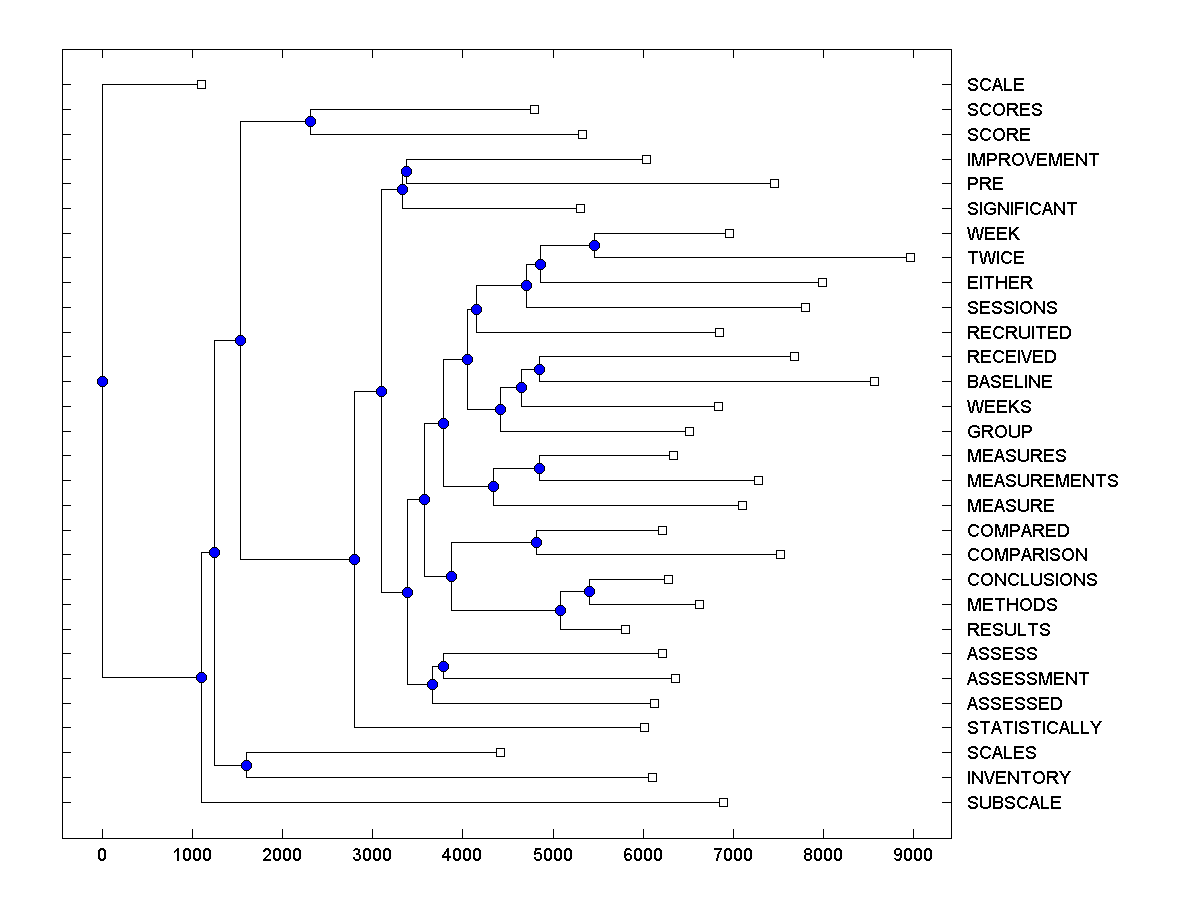 SCALE
SCORES
SCORE
IMPROVEMENT
PRE
SIGNIFICANT
WEEK
TWICE
EITHER
SESSIONS
RECRUITED
RECEIVED
BASELINE
WEEKS
GROUP
MEASURES
MEASUREMENTS
MEASURE
COMPARED
COMPARISON
CONCLUSIONS
METHODS
RESULTS
ASSESS
ASSESSMENT
ASSESSED
STATISTICALLY
SCALES
INVENTORY
SUBSCALE
0 1000 2000 3000 4000 5000 6000 7000 8000 9000